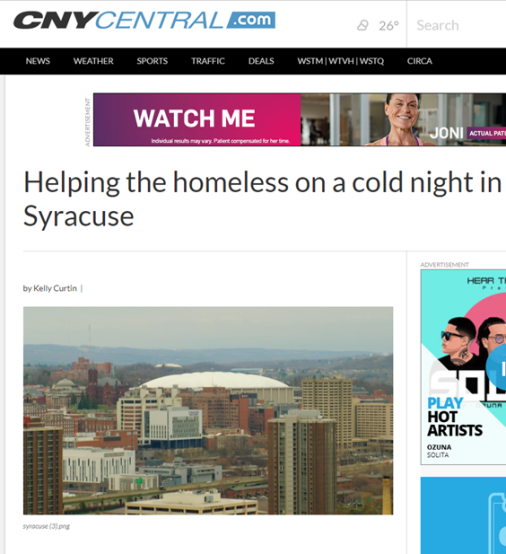 CNYCENTRAL.com
26°
Search
NEWS WEATHER SPORTS TRAFFIC DEALS WSTM | WTVH | WSTQ CIRCA
ADVERTISEMENT
WATCH ME
Individual results may vary. Patient compensated for her time.
JONI ACTUAL PATI
Helping the homeless on a cold night in
Syracuse
by Kelly Curtin |
ADVERTISEMENT
HEAR T
PLAY
HOT
ARTISTS
OZUNA
SOLITA
syracuse (3).png